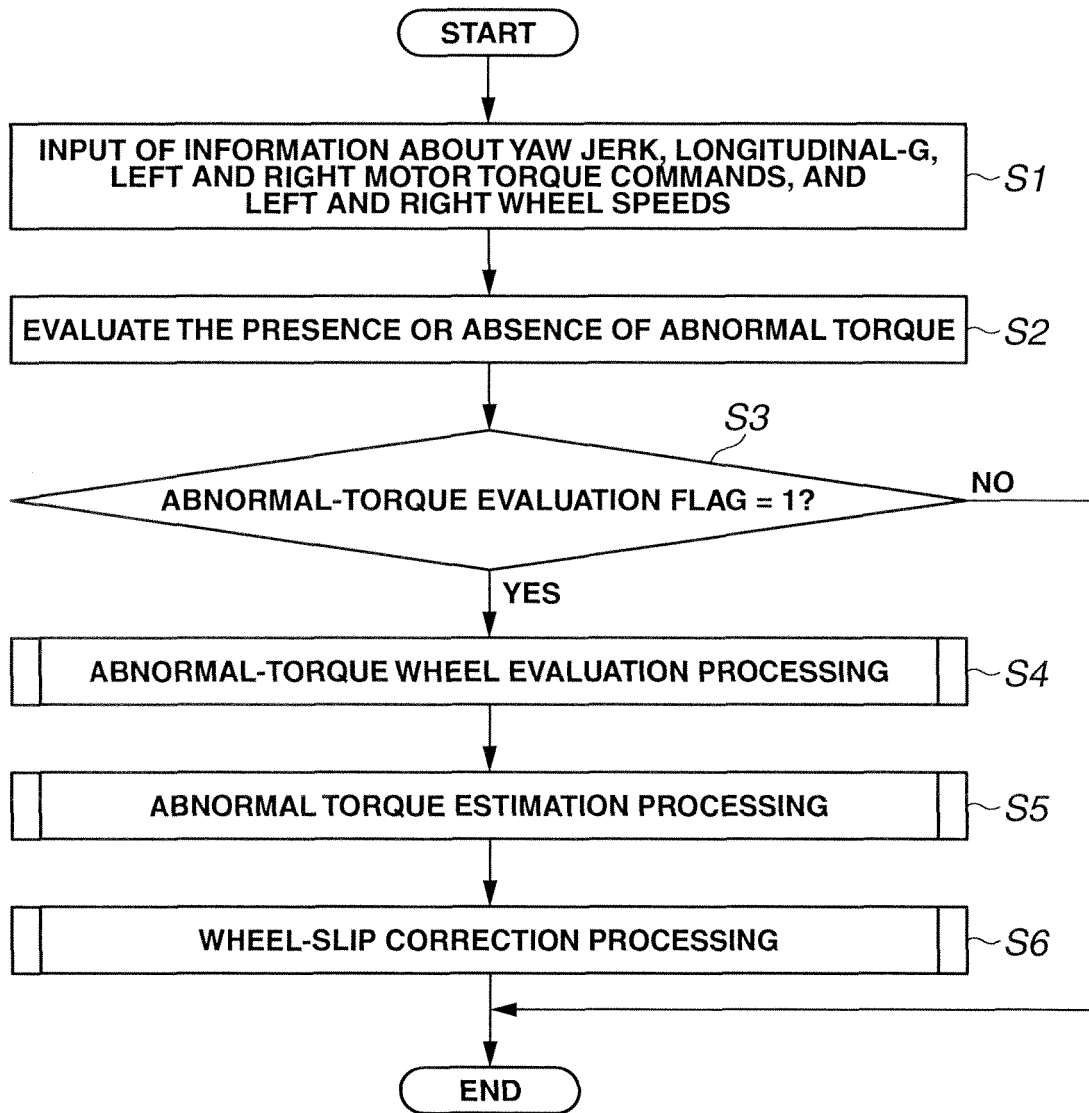 START
INPUT OF INFORMATION ABOUT YAW JERK, LONGITUDINAL-G,
LEFT AND RIGHT MOTOR TORQUE COMMANDS, AND
LEFT AND RIGHT WHEEL SPEEDS
S1
EVALUATE THE PRESENCE OR ABSENCE OF ABNORMAL TORQUE
S2
S3
ABNORMAL-TORQUE EVALUATION FLAG = 1?
NO
YES
ABNORMAL-TORQUE WHEEL EVALUATION PROCESSING
S4
ABNORMAL TORQUE ESTIMATION PROCESSING
S5
WHEEL-SLIP CORRECTION PROCESSING
S6
END